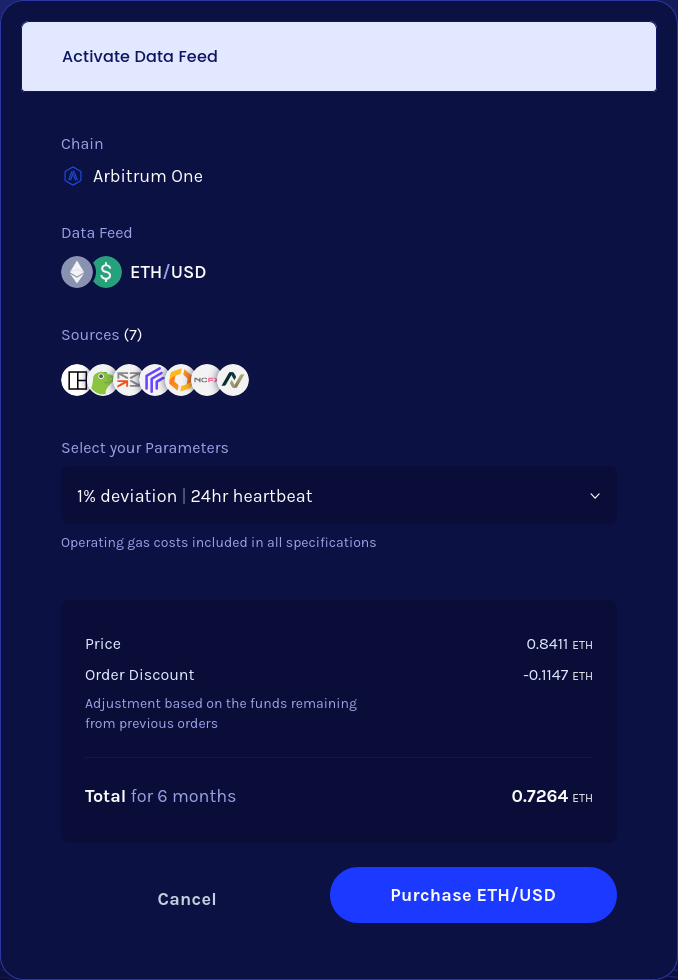 Activate Data Feed
Chain
Arbitrum One
Data Feed
$ ETH/USD
Sources (7)
NCFX
Select your Parameters
1% deviation | 24hr heartbeat
Operating gas costs included in all specifications
Price 0.8411 ETH
Order Discount -0.1147 ETH
Adjustment based on the funds remaining
from previous orders
Total for 6 months 0.7264 ETH
Cancel Purchase ETH/USD